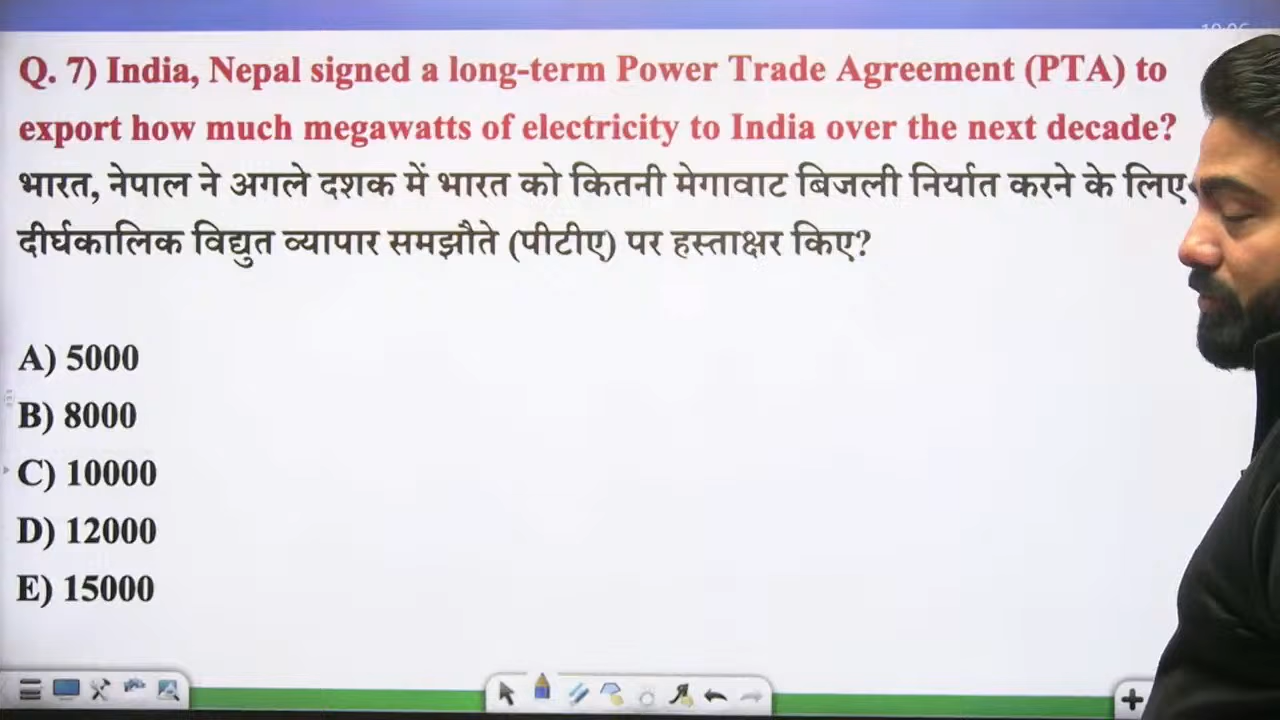 Q. 7) India, Nepal signed a long-term Power Trade Agreement (PTA) to
export how much megawatts of electricity to India over the next decade?
भारत, नेपाल ने अगले दशक में भारत को कितनी मेगावाट बिजली निर्यात करने के लिए
दीर्घकालिक विद्युत व्यापार समझौते (पीटीए) पर हस्ताक्षर किए?
A) 5000
B) 8000
C) 10000
D) 12000
E) 15000